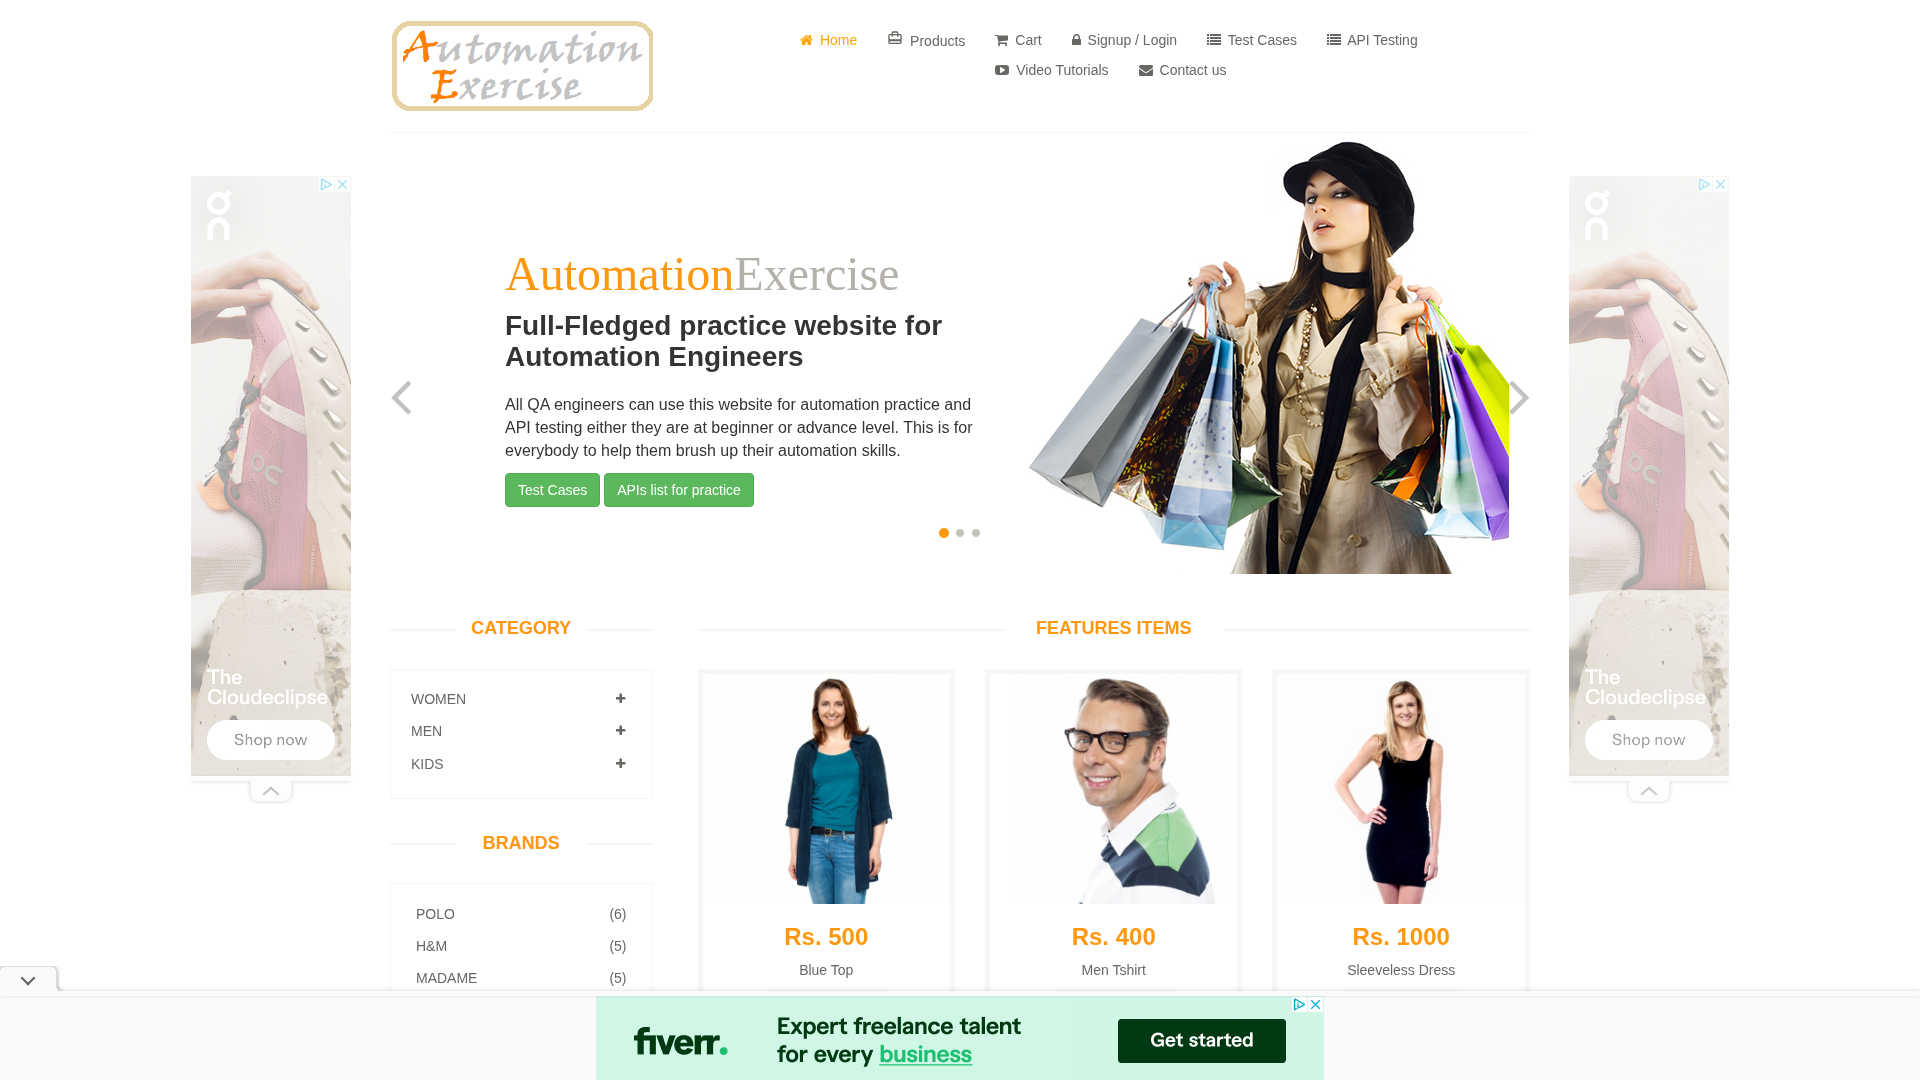 Automation
Exercise
Home
Products
Cart
Signup / Login
Test Cases
API Testing
Video Tutorials
Contact us
AutomationExercise
Full-Fledged practice website for
Automation Engineers
All QA engineers can use this website for automation practice and
API testing either they are at beginner or advance level. This is for
everybody to help them brush up their automation skills.
Test Cases
APIs list for practice
The
Cloudeclipse
Shop now
The
Cloudeclipse
Shop now
CATEGORY
WOMEN
MEN
KIDS
BRANDS
POLO (6)
H&M (5)
MADAME (5)
FEATURES ITEMS
Rs. 500
Blue Top
Rs. 400
Men Tshirt
Rs. 1000
Sleeveless Dress
fiverr.
Expert freelance talent
for every business
Get started